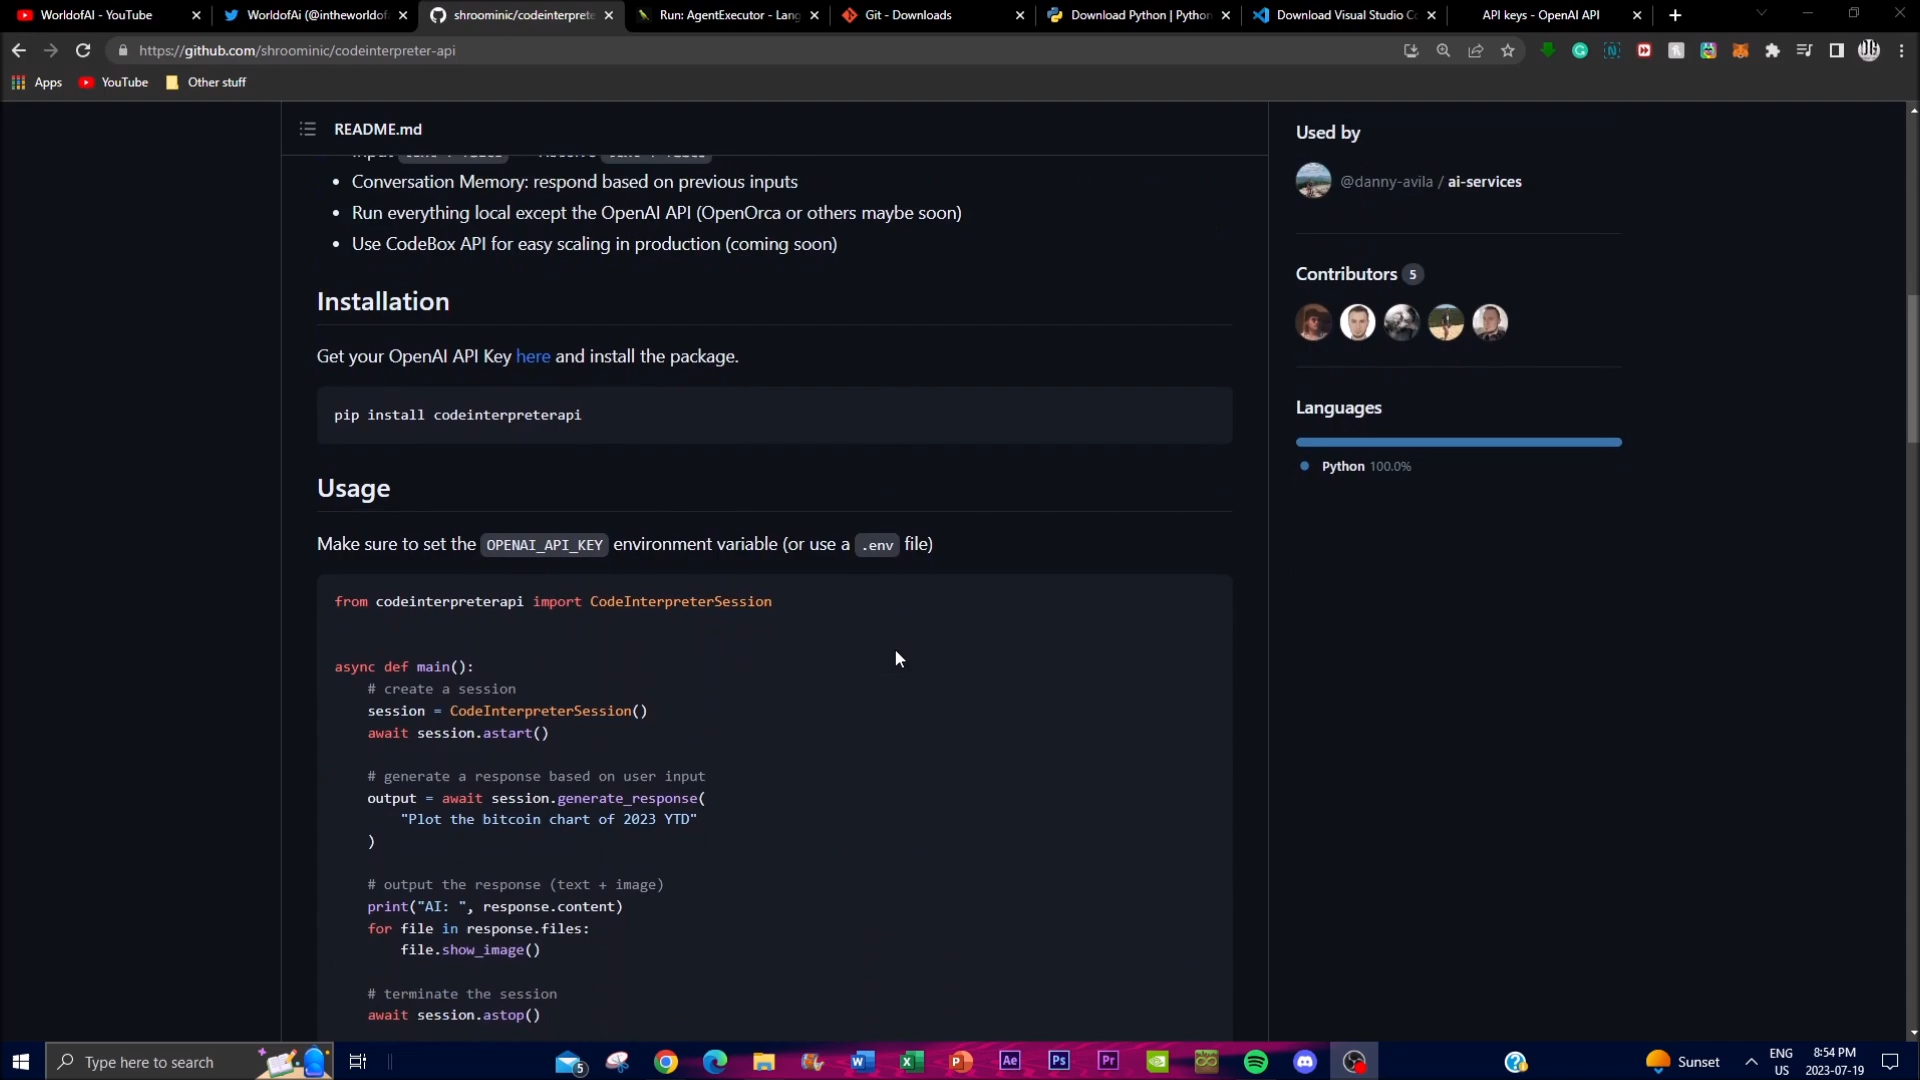 WorldofAI - YouTube
WorldofAi (@intheworldof
shroominic/codeinterprete
Run: AgentExecutor - Lang
Git - Downloads
Download Python | Python
Download Visual Studio Co
API keys - OpenAI API
https://github.com/shroominic/codeinterpreter-api
Apps
YouTube
Other stuff
README.md
Conversation Memory: respond based on previous inputs
Run everything local except the OpenAI API (OpenOrca or others maybe soon)
Use CodeBox API for easy scaling in production (coming soon)
Installation
Get your OpenAI API Key here and install the package.
pip install codeinterpreterapi
Usage
Make sure to set the OPENAI_API_KEY environment variable (or use a .env file)
from codeinterpreterapi import CodeInterpreterSession
async def main():
# create a session
session = CodeInterpreterSession()
await session.astart()
# generate a response based on user input
output = await session.generate_response(
"Plot the bitcoin chart of 2023 YTD"
)
# output the response (text + image)
print("AI: ", response.content)
for file in response.files:
file.show_image()
# terminate the session
await session.astop()
Used by
@danny-avila / ai-services
Contributors 5
Languages
Python 100.0%
Type here to search
5
Ae
Ps
Pr
Sunset
ENG
US
8:54 PM
2023-07-19